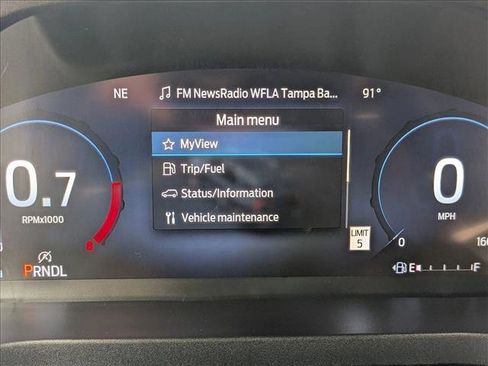 NE FM NewsRadio WFLA Tampa Ba... 91°
Main menu
MyView
Trip/Fuel
Status/Information
Vehicle maintenance
0.7
RPMx1000
0
MPH
LIMIT
5
0 160
PRNDL
E F